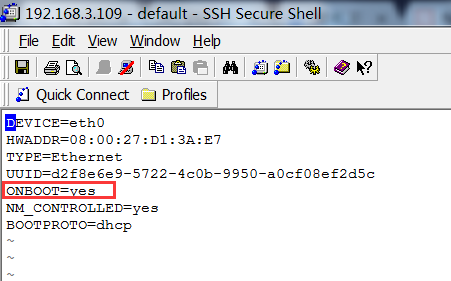 192.168.3.109 - default - SSH Secure Shell
File Edit View Window Help
Quick Connect Profiles
DEVICE=eth0
HWADDR=08:00:27:D1:3A:E7
TYPE=Ethernet
UUID=d2f8e6e9-5722-4c0b-9950-a0cf08ef2d5c
ONBOOT=yes
NM_CONTROLLED=yes
BOOTPROTO=dhcp
~
~
~